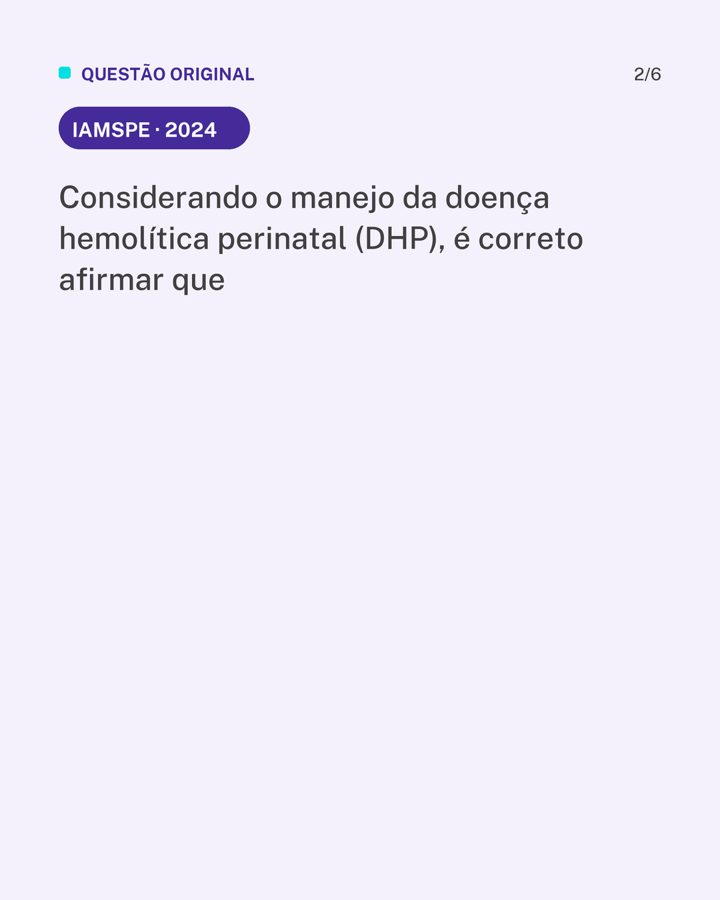 QUESTÃO ORIGINAL
2/6
IAMSPE · 2024
Considerando o manejo da doença
hemolítica perinatal (DHP), é correto
afirmar que